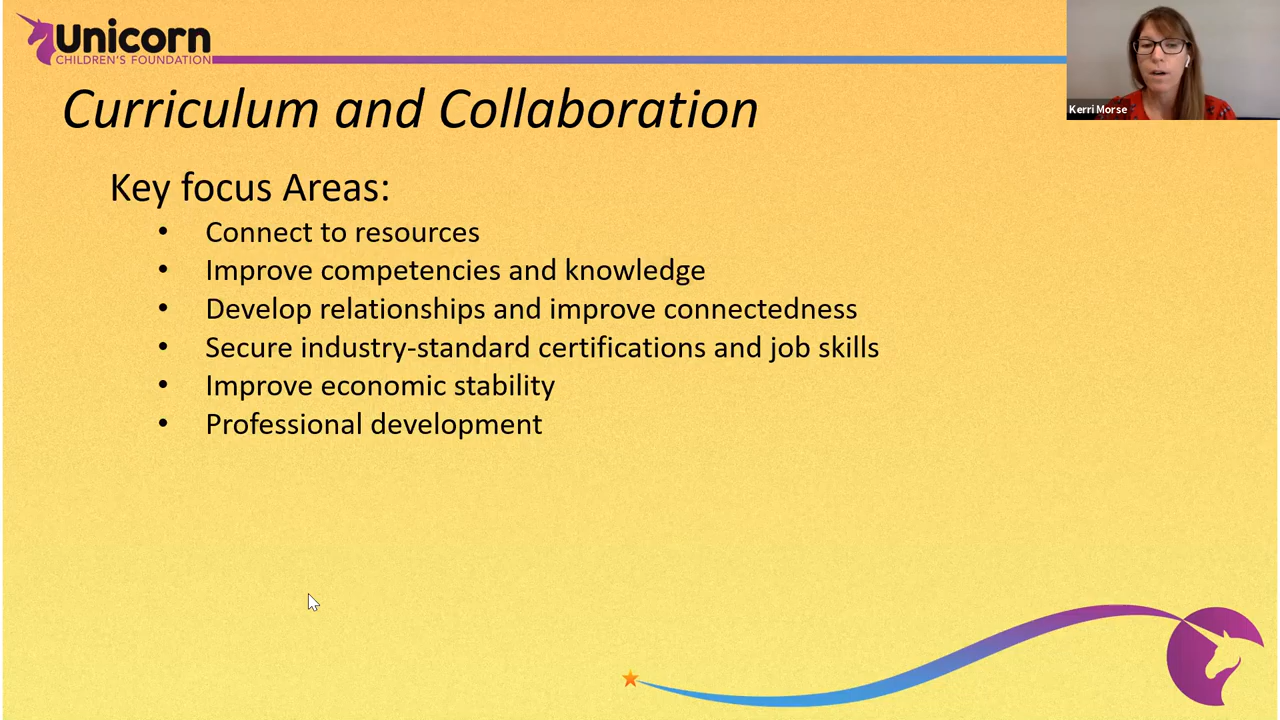 Unicorn
CHILDREN'S FOUNDATION
Kerri Morse
Curriculum and Collaboration
Key focus Areas:
• Connect to resources
• Improve competencies and knowledge
• Develop relationships and improve connectedness
• Secure industry-standard certifications and job skills
• Improve economic stability
• Professional development